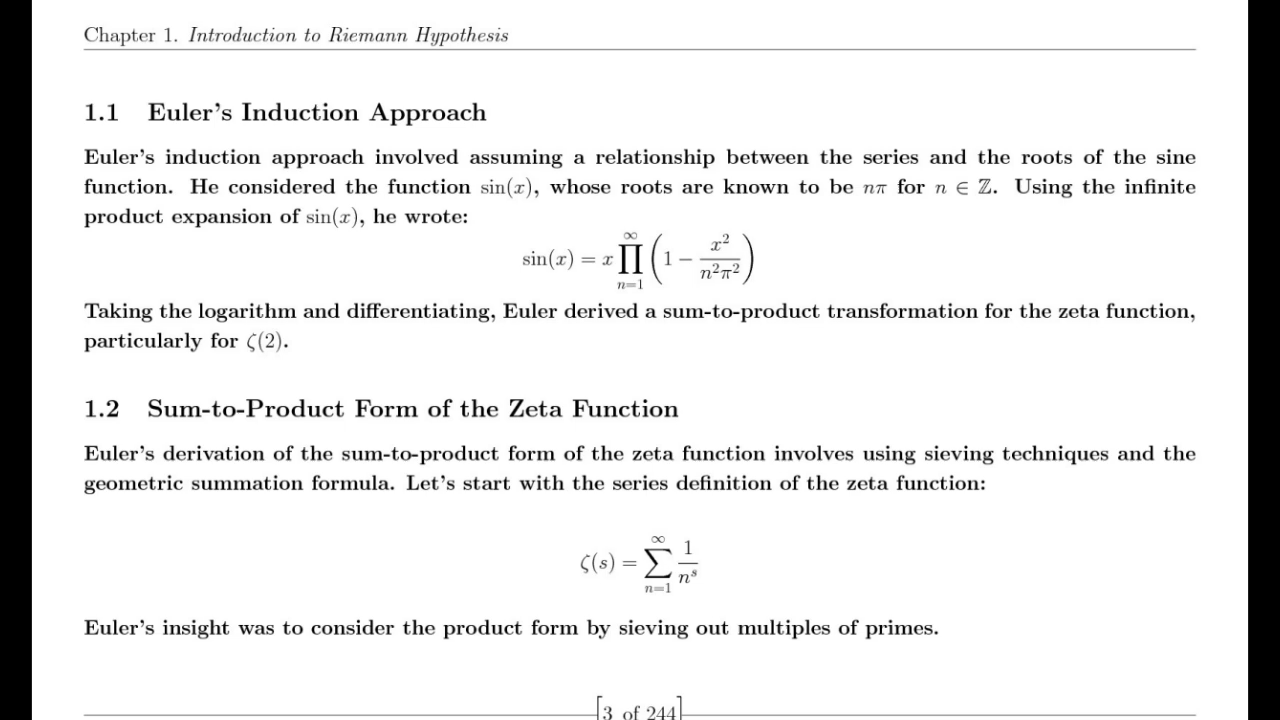 Chapter 1. Introduction to Riemann Hypothesis
1.1 Euler's Induction Approach
Euler's induction approach involved assuming a relationship between the series and the roots of the sine
function. He considered the function sin(x), whose roots are known to be nπ for n ∈ ℤ. Using the infinite
product expansion of sin(x), he wrote:
sin(x) = x ∏_{n=1}^{∞} (1 − x²/(n²π²))
Taking the logarithm and differentiating, Euler derived a sum-to-product transformation for the zeta function,
particularly for ζ(2).
1.2 Sum-to-Product Form of the Zeta Function
Euler's derivation of the sum-to-product form of the zeta function involves using sieving techniques and the
geometric summation formula. Let's start with the series definition of the zeta function:
ζ(s) = ∑_{n=1}^{∞} 1/n^s
Euler's insight was to consider the product form by sieving out multiples of primes.
[3 of 244]